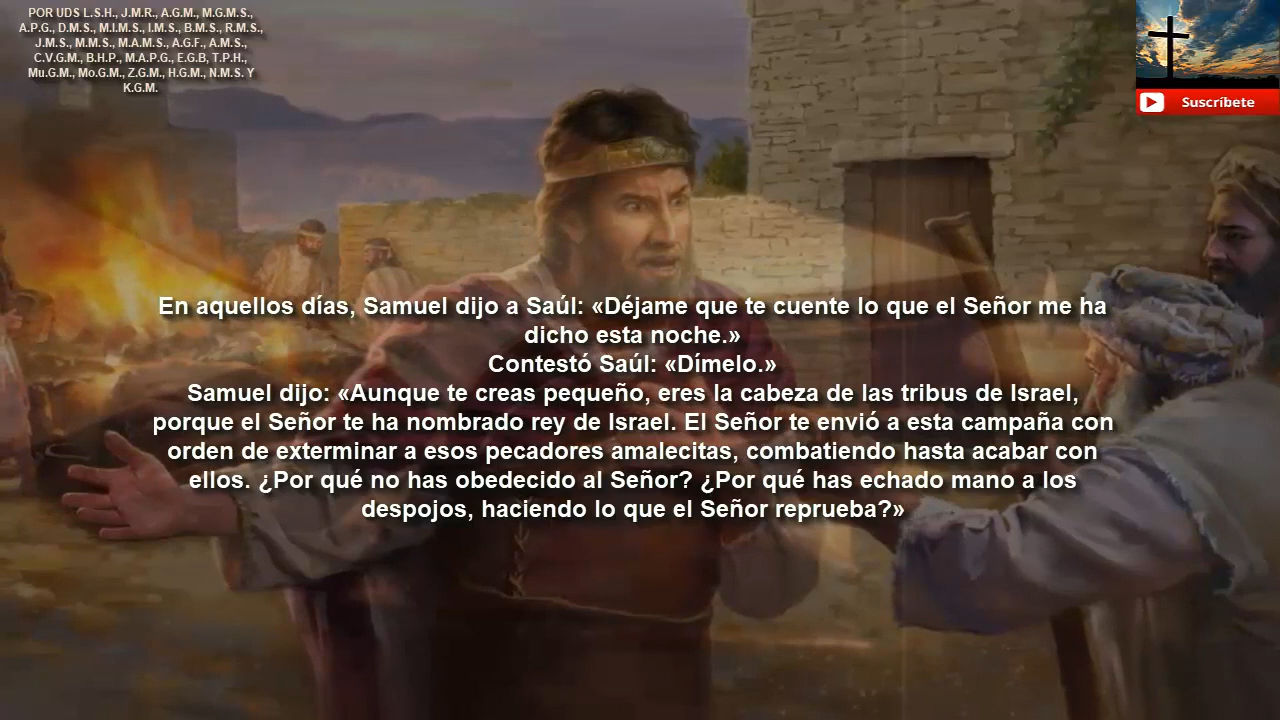 POR UDS L.S.H., J.M.R., A.G.M., M.G.M.S.,
A.P.G., D.M.S., M.I.M.S., I.M.S., B.M.S., R.M.S.,
J.M.S., M.M.S., M.A.M.S., A.G.F., A.M.S.,
C.V.G.M., B.H.P., M.A.P.G., E.G.B, T.P.H.,
Mu.G.M., Mo.G.M., Z.G.M., H.G.M., N.M.S. Y
K.G.M.
Suscríbete
En aquellos días, Samuel dijo a Saúl: «Déjame que te cuente lo que el Señor me ha
dicho esta noche.»
Contestó Saúl: «Dímelo.»
Samuel dijo: «Aunque te creas pequeño, eres la cabeza de las tribus de Israel,
porque el Señor te ha nombrado rey de Israel. El Señor te envió a esta campaña con
orden de exterminar a esos pecadores amalecitas, combatiendo hasta acabar con
ellos. ¿Por qué no has obedecido al Señor? ¿Por qué has echado mano a los
despojos, haciendo lo que el Señor reprueba?»